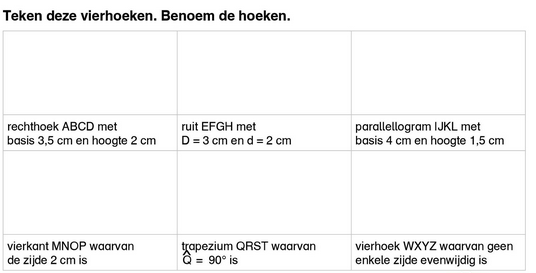 Teken deze vierhoeken. Benoem de hoeken.
rechthoek ABCD met
basis 3,5 cm en hoogte 2 cm
ruit EFGH met
D = 3 cm en d = 2 cm
parallellogram IJKL met
basis 4 cm en hoogte 1,5 cm
vierkant MNOP waarvan
de zijde 2 cm is
trapezium QRST waarvan
Q̂ = 90° is
vierhoek WXYZ waarvan geen
enkele zijde evenwijdig is